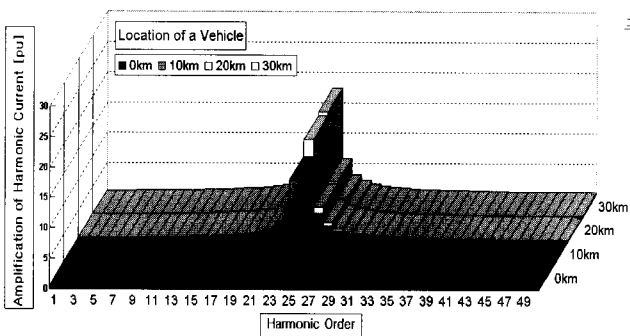 Location of a Vehicle
0km 10km 20km 30km
Amplification of Harmonic Current [pu]
30
25
20
15
10
5
0
30km
20km
10km
0km
1 3 5 7 9 11 13 15 17 19 21 23 25 27 29 31 33 35 37 39 41 43 45 47 49
Harmonic Order